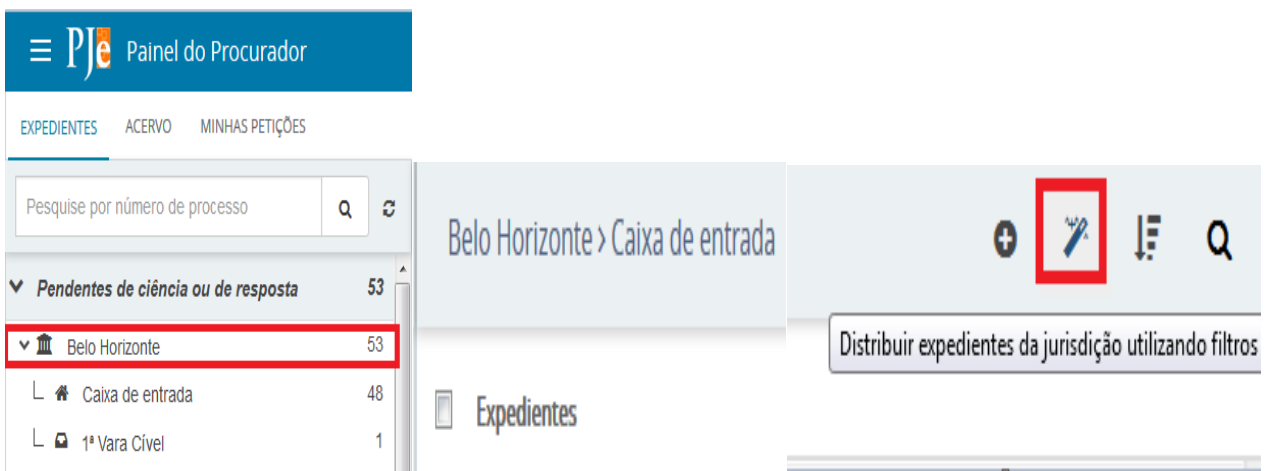 PJe Painel do Procurador
EXPEDIENTES ACERVO MINHAS PETIÇÕES
Pesquise por número de processo
Pendentes de ciência ou de resposta 53
Belo Horizonte 53
Caixa de entrada 48
1ª Vara Cível 1
Belo Horizonte > Caixa de entrada
Expedientes
Distribuir expedientes da jurisdição utilizando filtros